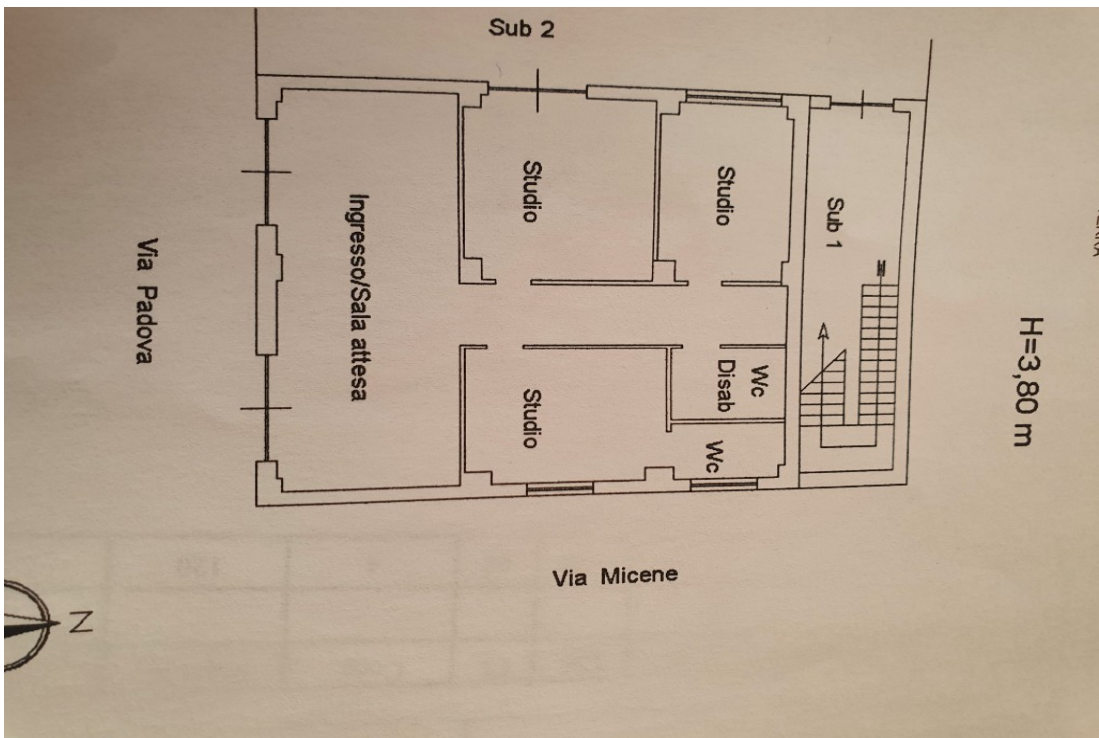 Sub 2
Studio
Studio
Sub 1
Ingresso/Sala attesa
Via Padova
H=3,80 m
Studio
Wc
Disab
Wc
Via Micene
N